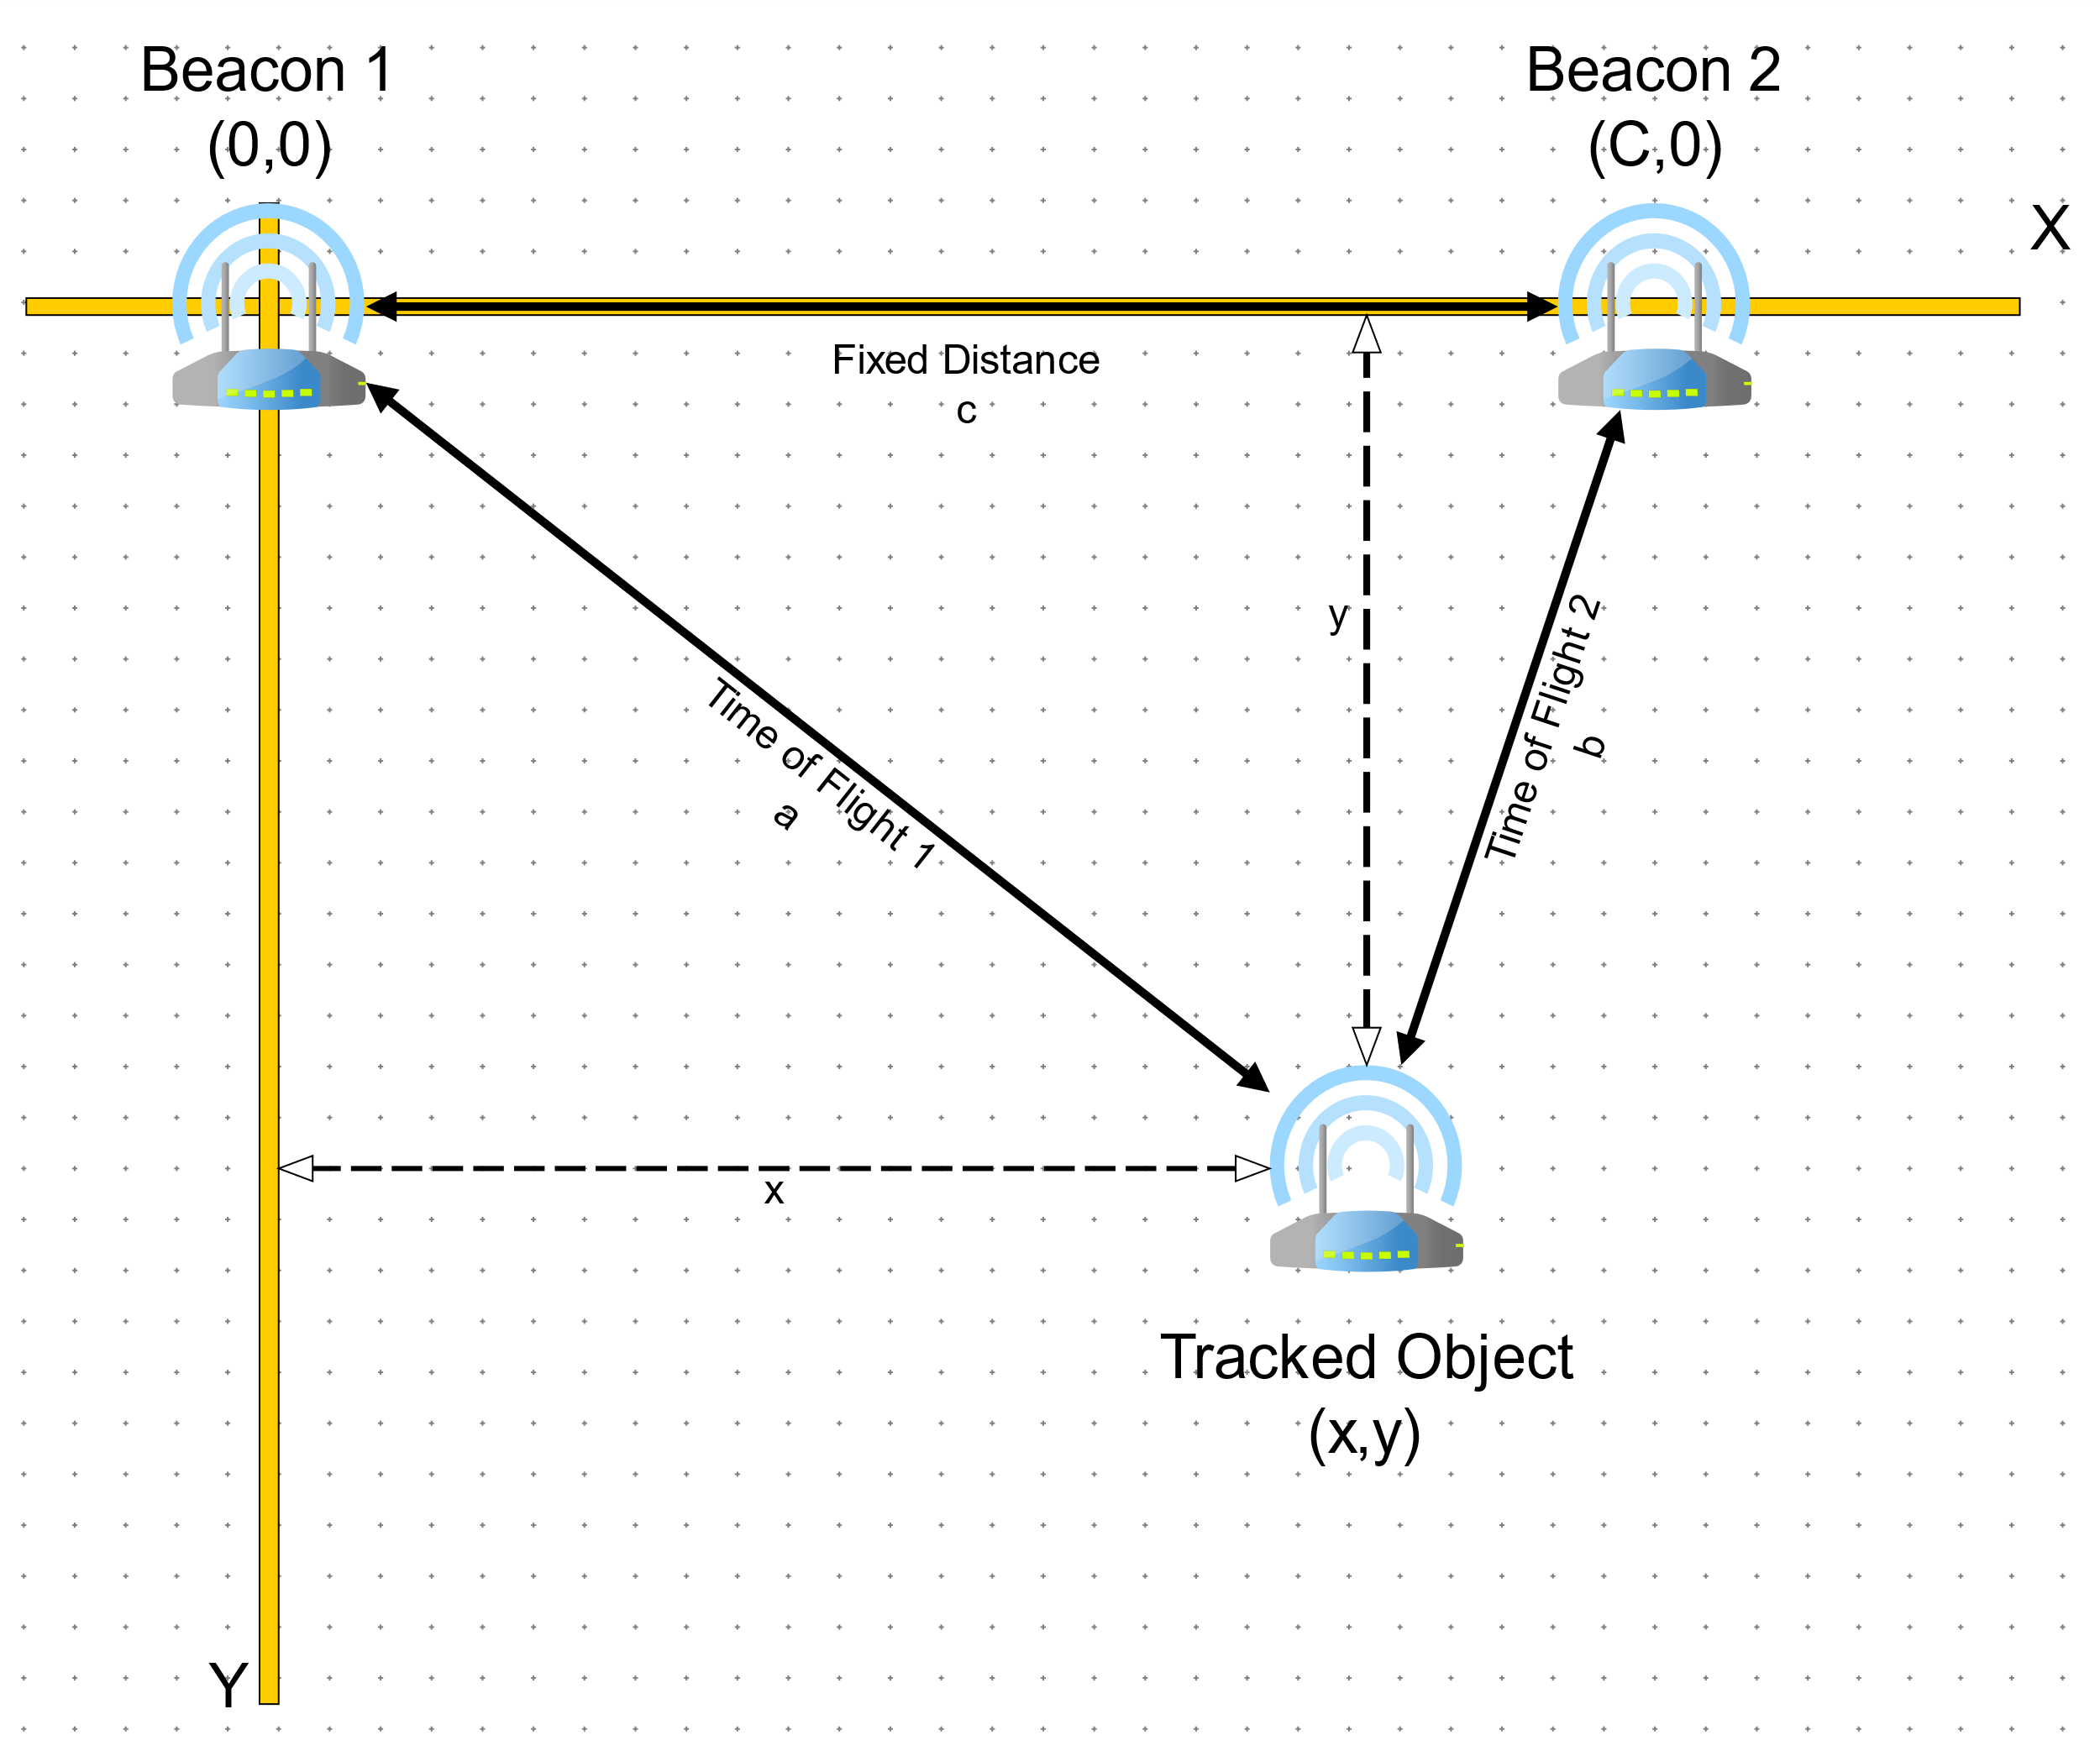 Beacon 1
(0,0)
Beacon 2
(C,0)
X
Fixed Distance
c
y
Time of Flight 2
b
Time of Flight 1
a
x
Tracked Object
(x,y)
Y